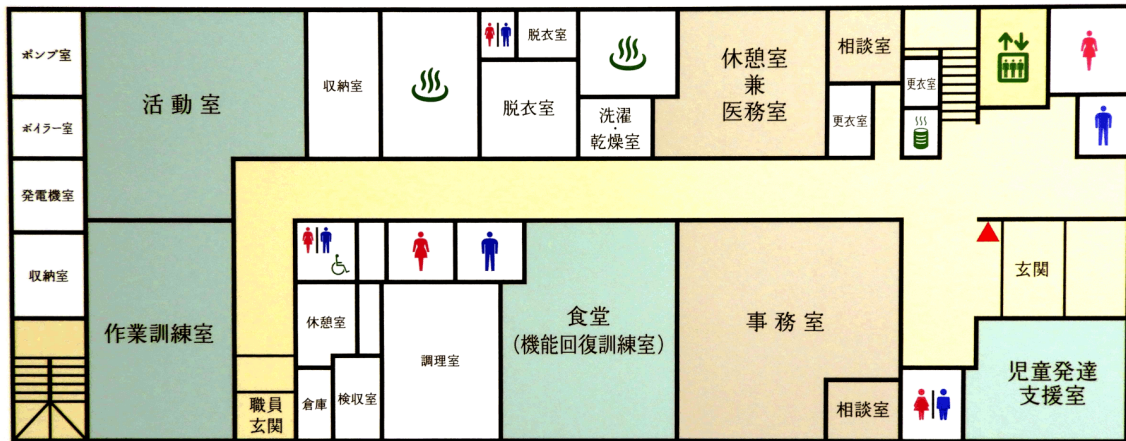 ポンプ室
ボイラー室
発電機室
収納室
活動室
作業訓練室
収納室
脱衣室
脱衣室
洗濯
・
乾燥室
休憩室
兼
医務室
相談室
更衣室
更衣室
職員
玄関
休憩室
倉庫
検収室
調理室
食堂
(機能回復訓練室)
事務室
相談室
玄関
児童発達
支援室